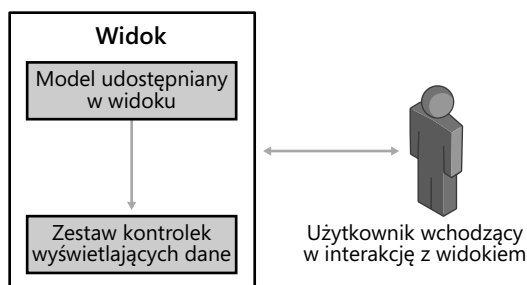 Widok
Model udostępniany
w widoku
Zestaw kontrolek
wyświetlających dane
Użytkownik wchodzący
w interakcję z widokiem